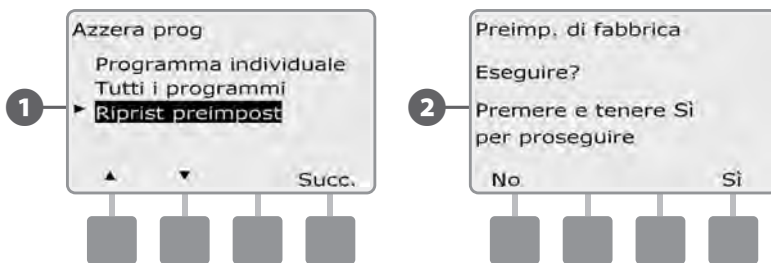 Azzera prog
Programma individuale
Tutti i programmi
Riprist preimpost
Succ.
1
Preimp. di fabbrica
Eseguire?
Premere e tenere Sì
per proseguire
No Sì
2